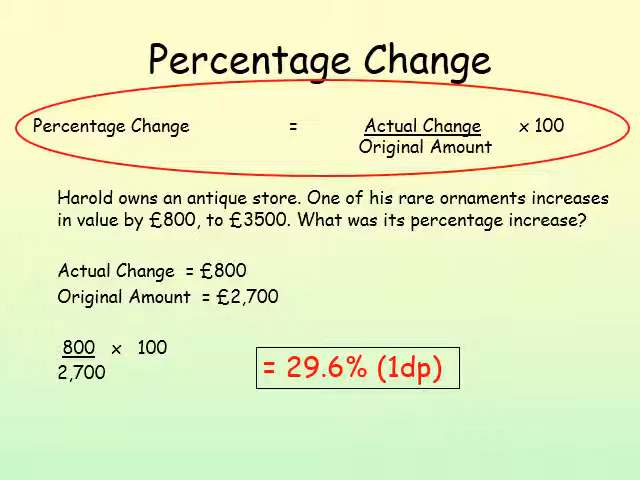 Percentage Change
Percentage Change = Actual Change x 100
Original Amount
Harold owns an antique store. One of his rare ornaments increases
in value by £800, to £3500. What was its percentage increase?
Actual Change = £800
Original Amount = £2,700
800 x 100
2,700
= 29.6% (1dp)